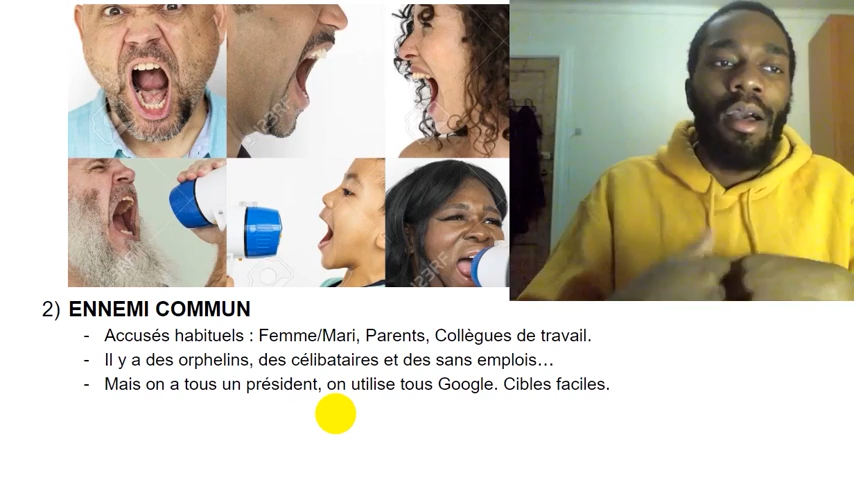 2) ENNEMI COMMUN
- Accusés habituels : Femme/Mari, Parents, Collègues de travail.
- Il y a des orphelins, des célibataires et des sans emplois…
- Mais on a tous un président, on utilise tous Google. Cibles faciles.